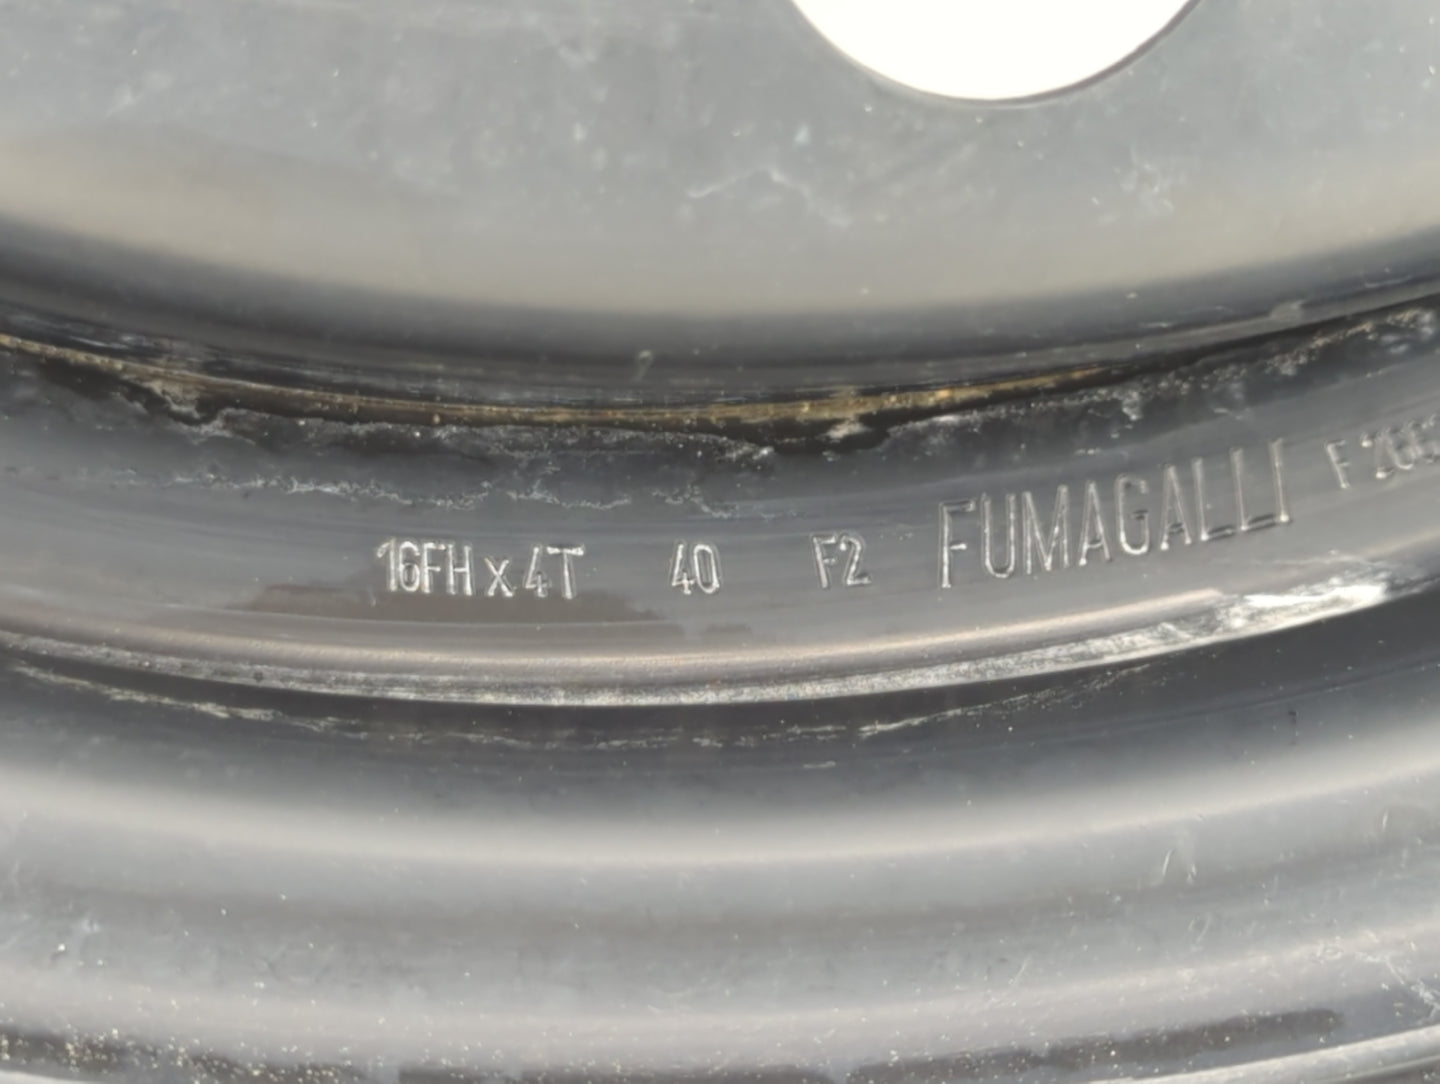 16FH x 4T 40 F2 FUMAGALLI F